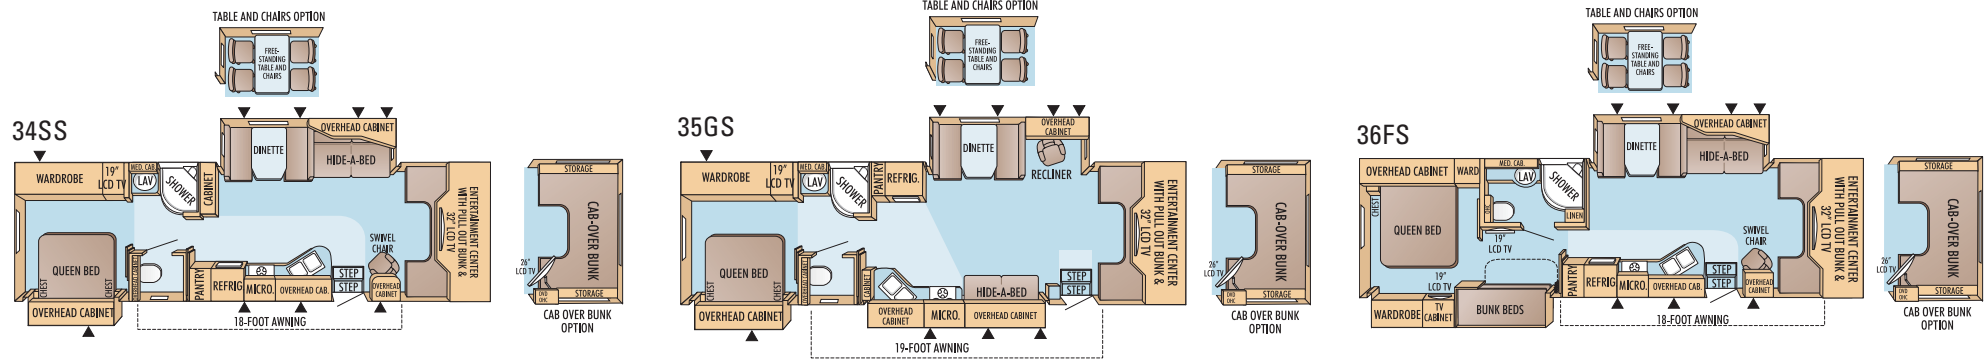 TABLE AND CHAIRS OPTION
FREE-
STANDING
TABLE AND
CHAIRS
34SS
OVERHEAD CABINET
DINETTE
HIDE-A-BED
WARDROBE
19"
LCD TV
MED. CAB.
LAV
SHOWER
CABINET
ENTERTAINMENT CENTER
WITH PULL OUT BUNK &
32" LCD TV
SWIVEL
CHAIR
QUEEN BED
CHEST
CHEST
OVERHEAD CABINET
PANTRY
REFRIG.
MICRO.
OVERHEAD CAB.
STEP
STEP
OVERHEAD
CABINET
18-FOOT AWNING
STORAGE
CAB-OVER BUNK
26"
LCD TV
DVD
OHC
STORAGE
CAB OVER BUNK
OPTION
TABLE AND CHAIRS OPTION
FREE-
STANDING
TABLE AND
CHAIRS
35GS
OVERHEAD
CABINET
DINETTE
RECLINER
WARDROBE
19"
LCD TV
MED. CAB
LAV
SHOWER
PANTRY
REFRIG.
ENTERTAINMENT CENTER
WITH PULL OUT BUNK &
32" LCD TV
QUEEN BED
CHEST
CHEST
OVERHEAD CABINET
CABINET
HIDE-A-BED
STEP
STEP
OVERHEAD
CABINET
MICRO.
OVERHEAD CABINET
19-FOOT AWNING
STORAGE
CAB-OVER BUNK
26"
LCD TV
DVD
OHC
STORAGE
CAB OVER BUNK
OPTION
TABLE AND CHAIRS OPTION
FREE-
STANDING
TABLE AND
CHAIRS
36FS
OVERHEAD CABINET
DINETTE
HIDE-A-BED
OVERHEAD CABINET
WARD
MED. CAB.
LAV
SHOWER
OHC
LINEN
CHEST
QUEEN BED
19"
LCD TV
ENTERTAINMENT CENTER
WITH PULL OUT BUNK &
32" LCD TV
SWIVEL
CHAIR
19"
LCD TV
WARDROBE
TV
CABINET
BUNK BEDS
PANTRY
REFRIG.
MICRO.
OVERHEAD CAB.
STEP
STEP
OVERHEAD
CABINET
18-FOOT AWNING
STORAGE
CAB-OVER BUNK
26"
LCD TV
DVD
OHC
STORAGE
CAB OVER BUNK
OPTION